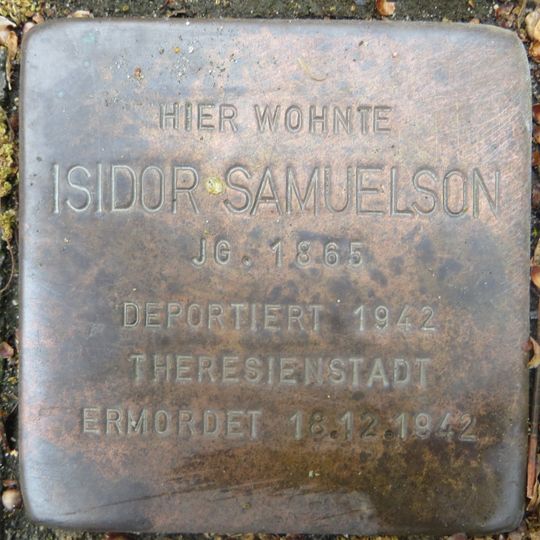 HIER WOHNTE
ISIDOR SAMUELSON
JG. 1865
DEPORTIERT 1942
THERESIENSTADT
ERMORDET 18.12.1942